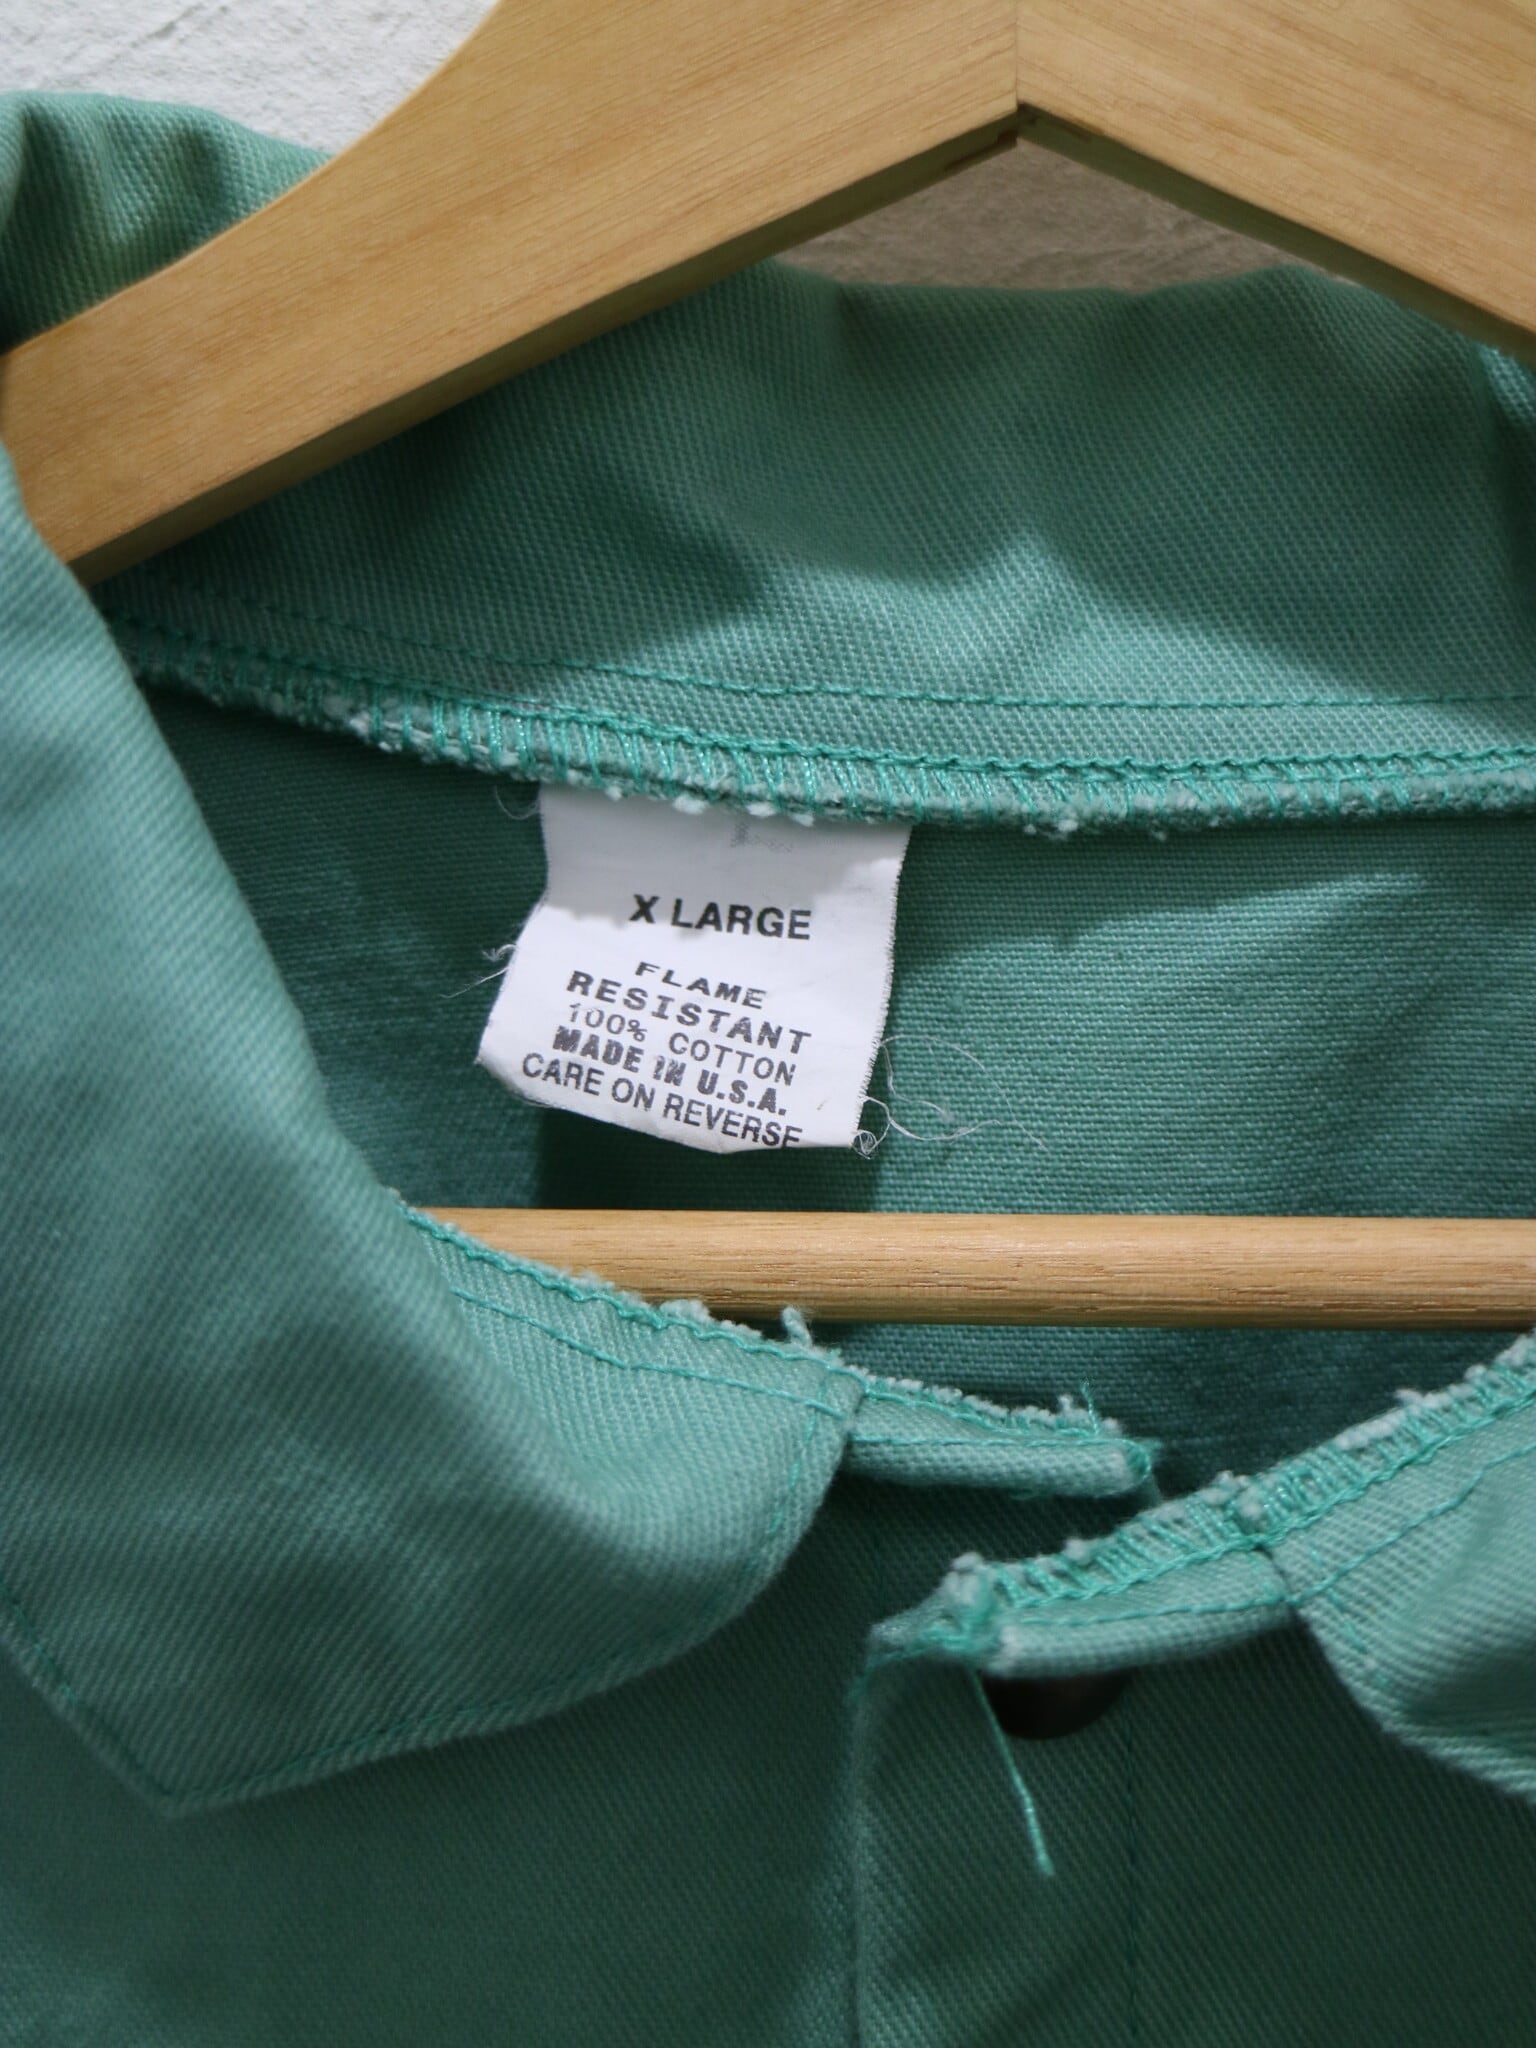 X LARGE
FLAME
RESISTANT
100% COTTON
MADE IN U.S.A.
CARE ON REVERSE